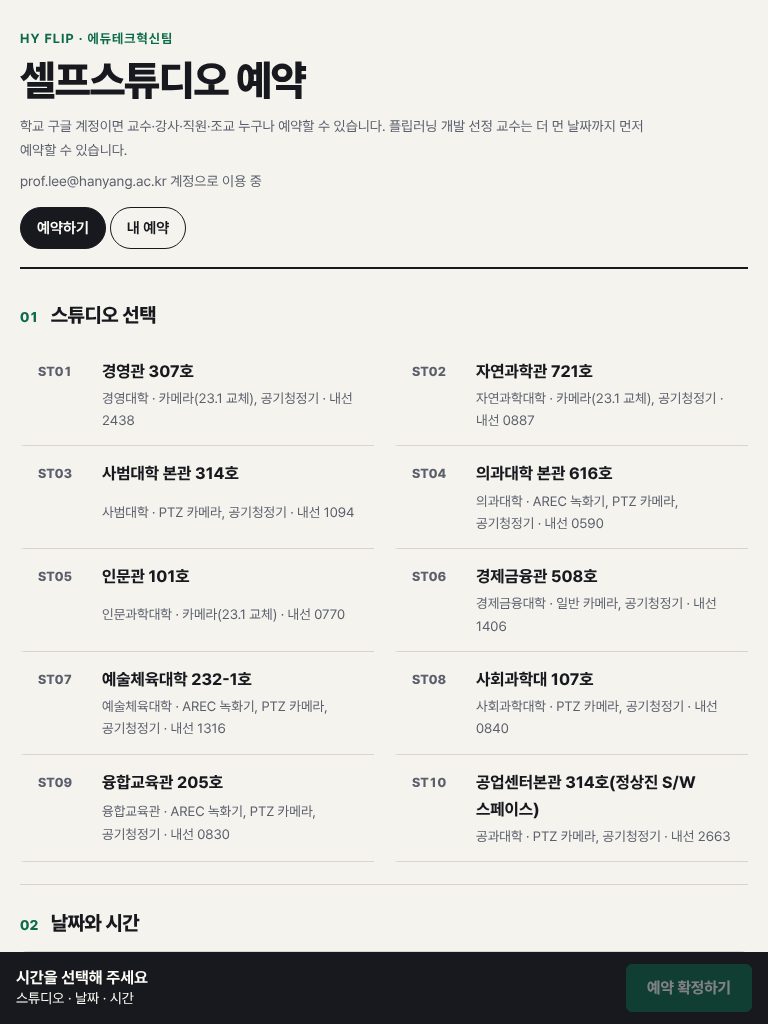 HY FLIP · 에듀테크혁신팀
셀프스튜디오 예약
학교 구글 계정이면 교수·강사·직원·조교 누구나 예약할 수 있습니다. 플립러닝 개발 선정 교수는 더 먼 날짜까지 먼저
예약할 수 있습니다.
prof.lee@hanyang.ac.kr 계정으로 이용 중
예약하기 내 예약
01 스튜디오 선택
ST01 경영관 307호
경영대학 · 카메라(23.1 교체), 공기청정기 · 내선
2438
ST02 자연과학관 721호
자연과학대학 · 카메라(23.1 교체), 공기청정기 ·
내선 0887
ST03 사범대학 본관 314호
사범대학 · PTZ 카메라, 공기청정기 · 내선 1094
ST04 의과대학 본관 616호
의과대학 · AREC 녹화기, PTZ 카메라,
공기청정기 · 내선 0590
ST05 인문관 101호
인문과학대학 · 카메라(23.1 교체) · 내선 0770
ST06 경제금융관 508호
경제금융대학 · 일반 카메라, 공기청정기 · 내선
1406
ST07 예술체육대학 232-1호
예술체육대학 · AREC 녹화기, PTZ 카메라,
공기청정기 · 내선 1316
ST08 사회과학대 107호
사회과학대학 · PTZ 카메라, 공기청정기 · 내선
0840
ST09 융합교육관 205호
융합교육관 · AREC 녹화기, PTZ 카메라,
공기청정기 · 내선 0830
ST10 공업센터본관 314호(정상진 S/W
스페이스)
공과대학 · PTZ 카메라, 공기청정기 · 내선 2663
02 날짜와 시간
시간을 선택해 주세요
스튜디오 · 날짜 · 시간
예약 확정하기